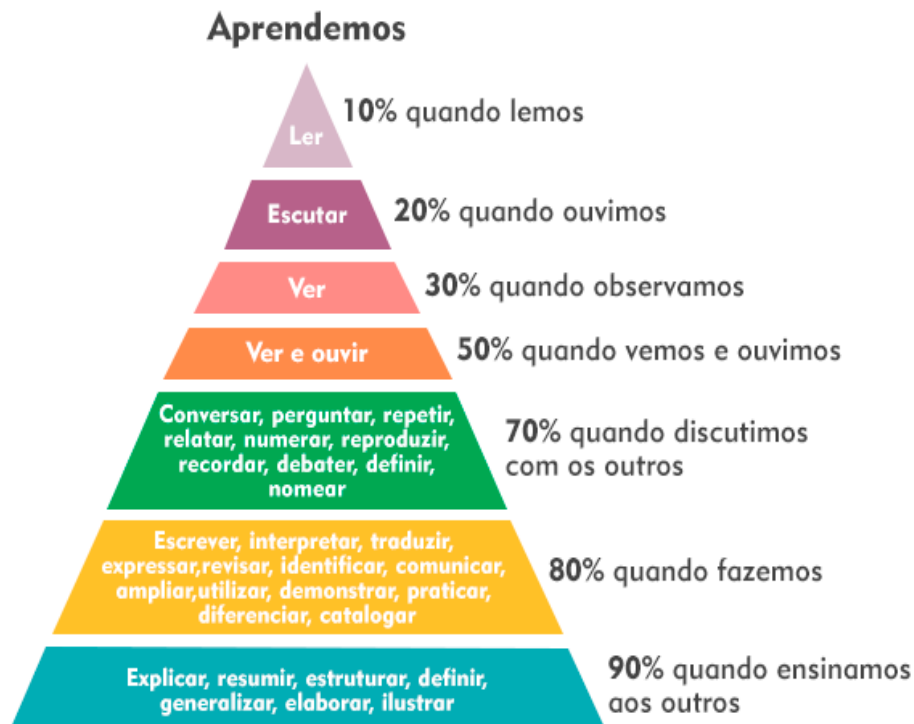 Aprendemos
Ler
10% quando lemos
Escutar
20% quando ouvimos
Ver
30% quando observamos
Ver e ouvir
50% quando vemos e ouvimos
Conversar, perguntar, repetir,
relatar, numerar, reproduzir,
recordar, debater, definir,
nomear
70% quando discutimos
com os outros
Escrever, interpretar, traduzir,
expressar,revisar, identificar, comunicar,
ampliar,utilizar, demonstrar, praticar,
diferenciar, catalogar
80% quando fazemos
Explicar, resumir, estruturar, definir,
generalizar, elaborar, ilustrar
90% quando ensinamos
aos outros